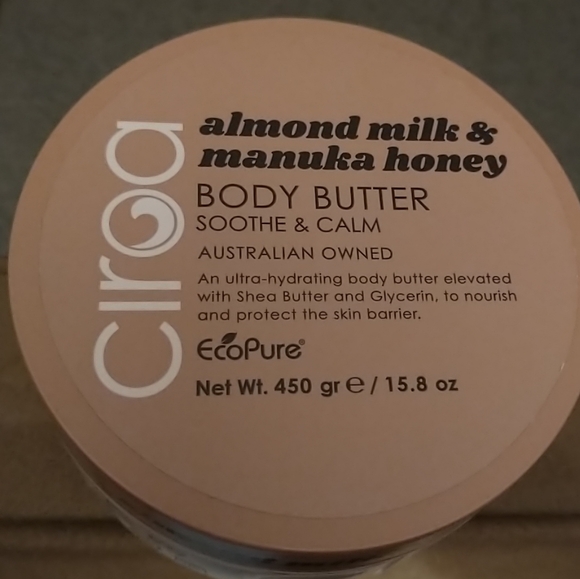 ciroa
almond milk &
manuka honey
BODY BUTTER
SOOTHE & CALM
AUSTRALIAN OWNED
An ultra-hydrating body butter elevated
with Shea Butter and Glycerin, to nourish
and protect the skin barrier.
EcoPure®
Net Wt. 450 gr ℮ / 15.8 oz